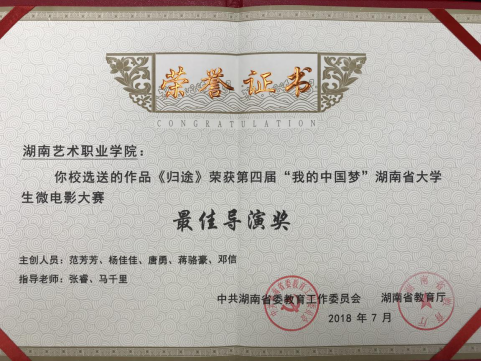 荣誉证书
CONGRATULATION
湖南艺术职业学院：
你校选送的作品《归途》荣获第四届“我的中国梦”湖南省大学
生微电影大赛
最佳导演奖
主创人员：范芳芳、杨佳佳、唐勇、蒋骆豪、邓信
指导老师：张睿、马千里
中共湖南省委教育工作委员会 湖南省教育厅
2018 年 7 月